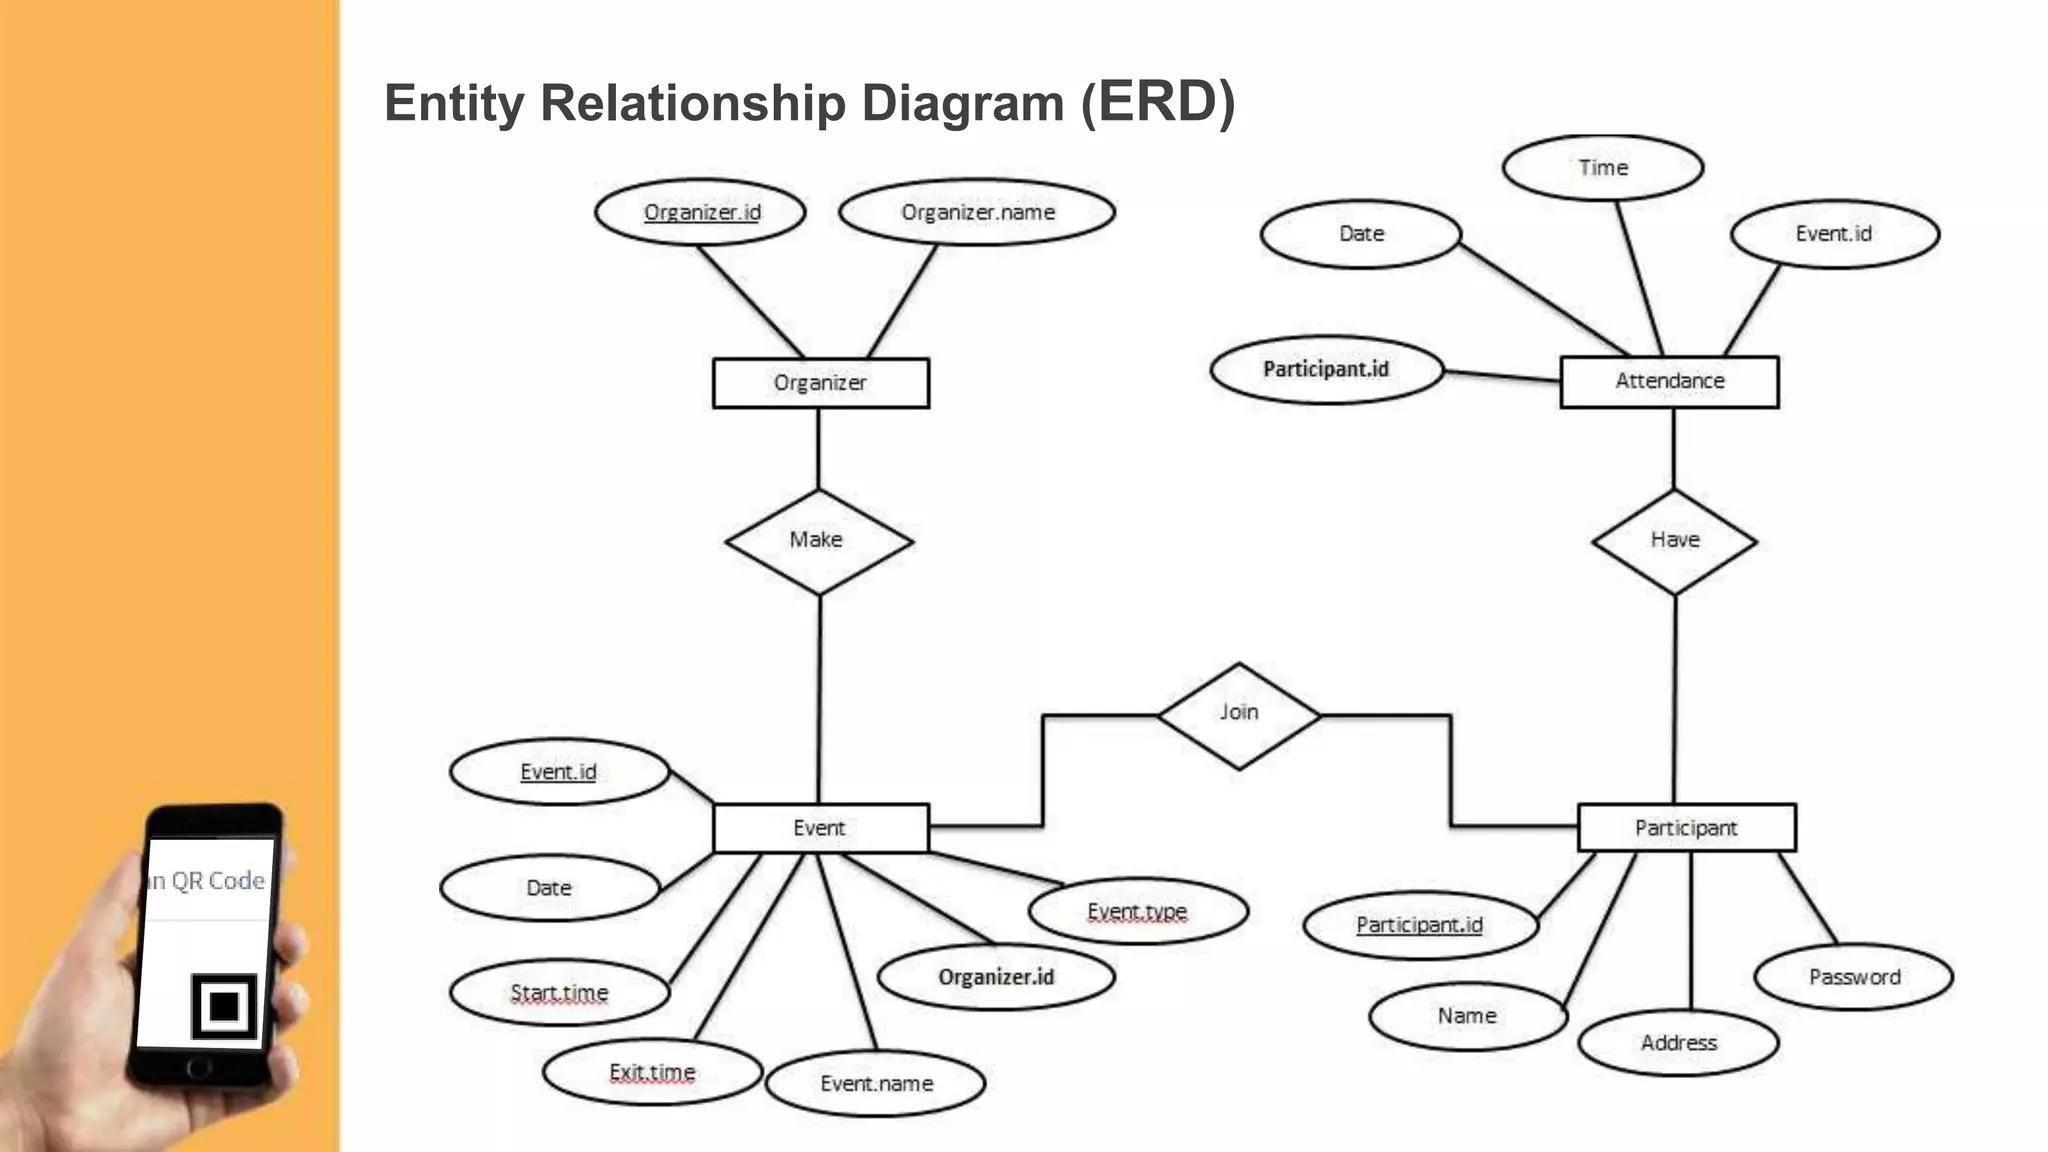 Entity Relationship Diagram (ERD)
Time
Organizer.id
Organizer.name
Date
Event.id
Participant.id
Organizer
Attendance
Make
Have
Join
Event.id
Event
Participant
Date
Event.type
Participant.id
Organizer.id
Password
Start.time
Name
Address
Exit.time
Event.name
QR Code